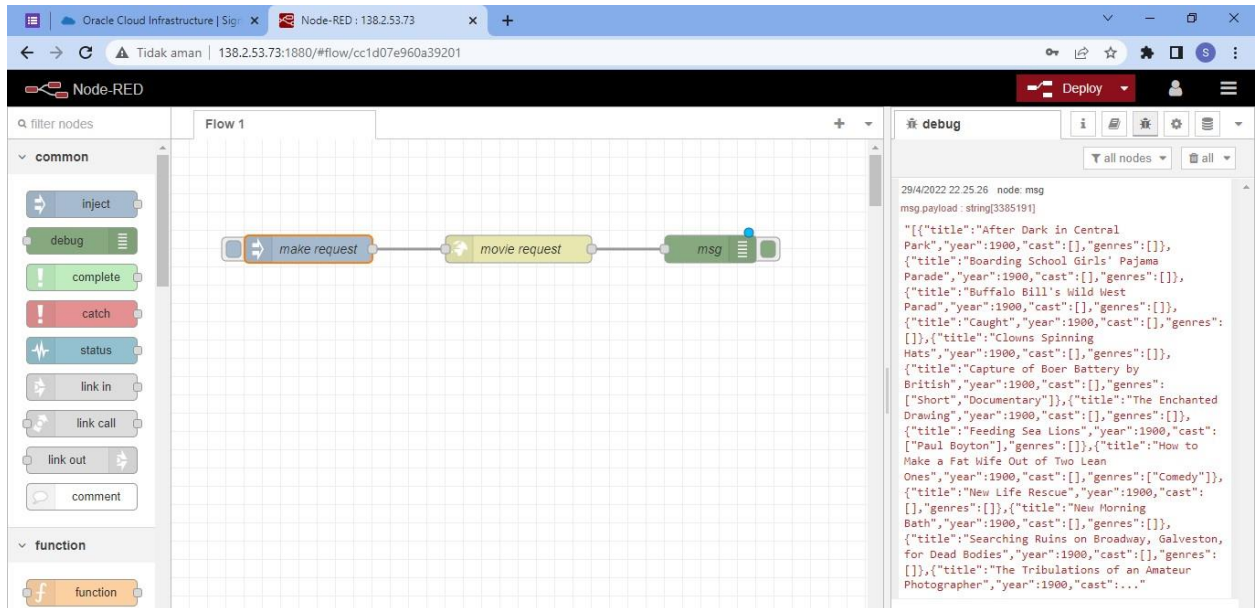 Oracle Cloud Infrastructure | Sign
Node-RED : 138.2.53.73
Tidak aman
138.2.53.73:1880/#flow/cc1d07e960a39201
S
Node-RED
Deploy
filter nodes
Flow 1
debug
i
common
all nodes
all
inject
debug
complete
catch
status
link in
link call
link out
comment
function
function
make request
movie request
msg
29/4/2022 22.25.26 node: msg
msg.payload : string[3385191]
"[{"title":"After Dark in Central
Park","year":1900,"cast":[],"genres":[]},
{"title":"Boarding School Girls' Pajama
Parade","year":1900,"cast":[],"genres":[]},
{"title":"Buffalo Bill's Wild West
Parad","year":1900,"cast":[],"genres":[]},
{"title":"Caught","year":1900,"cast":[],"genres":
[]},{"title":"Clowns Spinning
Hats","year":1900,"cast":[],"genres":[]},
{"title":"Capture of Boer Battery by
British","year":1900,"cast":[],"genres":
["Short","Documentary"]},{"title":"The Enchanted
Drawing","year":1900,"cast":[],"genres":[]},
{"title":"Feeding Sea Lions","year":1900,"cast":
["Paul Boyton"],"genres":[]},{"title":"How to
Make a Fat Wife Out of Two Lean
Ones","year":1900,"cast":[],"genres":["Comedy"]},
{"title":"New Life Rescue","year":1900,"cast":
[],"genres":[]},{"title":"New Morning
Bath","year":1900,"cast":[],"genres":[]},
{"title":"Searching Ruins on Broadway, Galveston,
for Dead Bodies","year":1900,"cast":[],"genres":
[]},{"title":"The Tribulations of an Amateur
Photographer","year":1900,"cast":..."